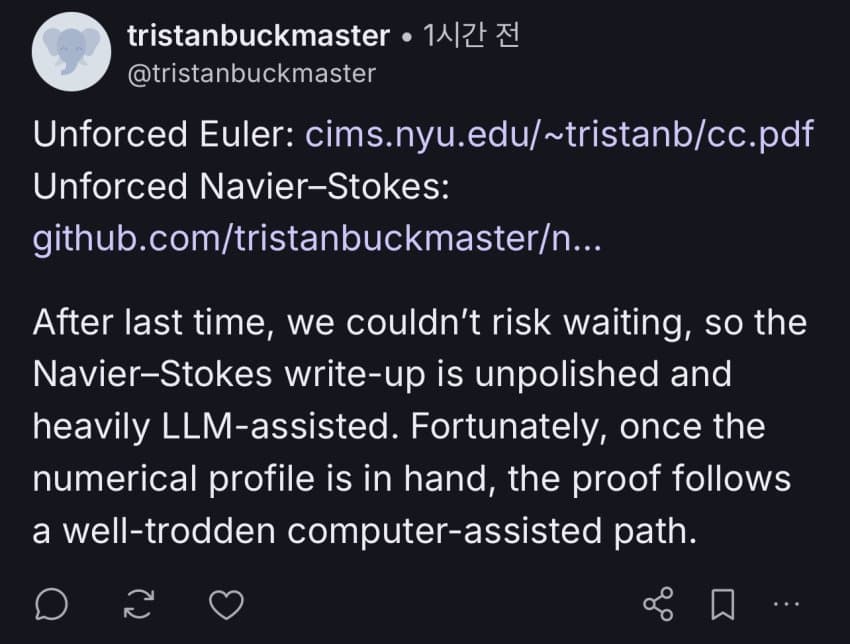 tristanbuckmaster • 1시간 전
@tristanbuckmaster
Unforced Euler: cims.nyu.edu/~tristanb/cc.pdf
Unforced Navier–Stokes:
github.com/tristanbuckmaster/n...
After last time, we couldn’t risk waiting, so the
Navier–Stokes write-up is unpolished and
heavily LLM-assisted. Fortunately, once the
numerical profile is in hand, the proof follows
a well-trodden computer-assisted path.